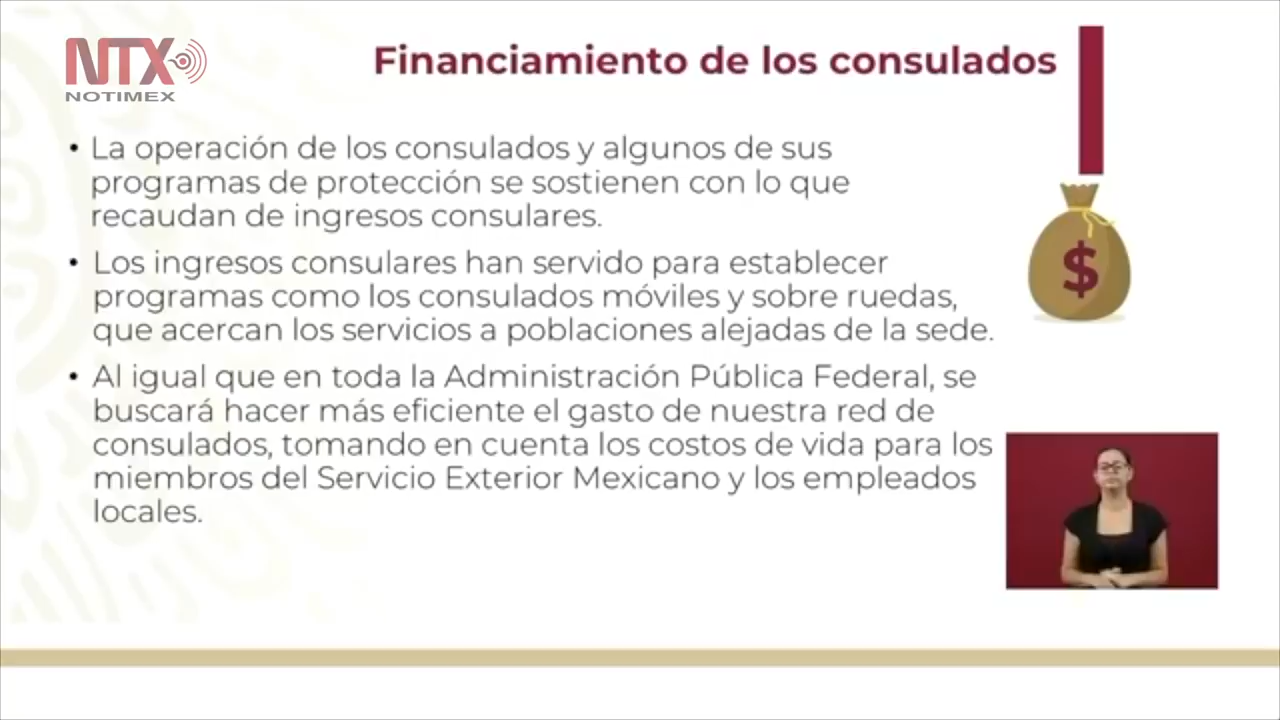 NTX
NOTIMEX
Financiamiento de los consulados
• La operación de los consulados y algunos de sus
programas de protección se sostienen con lo que
recaudan de ingresos consulares.
• Los ingresos consulares han servido para establecer
programas como los consulados móviles y sobre ruedas,
que acercan los servicios a poblaciones alejadas de la sede.
• Al igual que en toda la Administración Pública Federal, se
buscará hacer más eficiente el gasto de nuestra red de
consulados, tomando en cuenta los costos de vida para los
miembros del Servicio Exterior Mexicano y los empleados
locales.
$